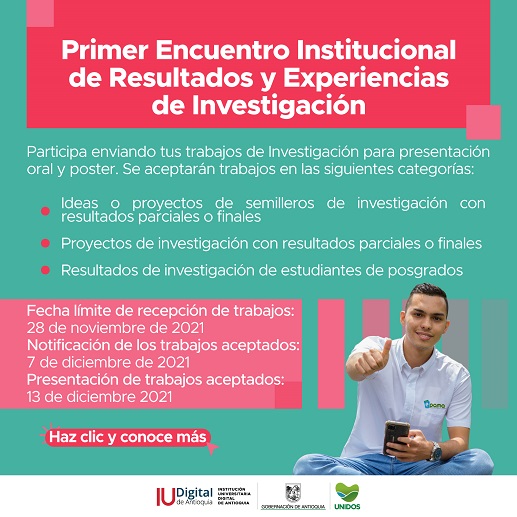 Primer Encuentro Institucional
de Resultados y Experiencias
de Investigación
Participa enviando tus trabajos de Investigación para presentación
oral y poster. Se aceptarán trabajos en las siguientes categorías:
Ideas o proyectos de semilleros de investigación con
resultados parciales o finales
Proyectos de investigación con resultados parciales o finales
Resultados de investigación de estudiantes de posgrados
Fecha límite de recepción de trabajos:
28 de noviembre de 2021
Notificación de los trabajos aceptados:
7 de diciembre de 2021
Presentación de trabajos aceptados:
13 de diciembre 2021
Haz clic y conoce más
IU Digital
de Antioquia
INSTITUCIÓN
UNIVERSITARIA
DIGITAL
DE ANTIOQUIA
GOBERNACIÓN DE ANTIOQUIA
UNIDOS